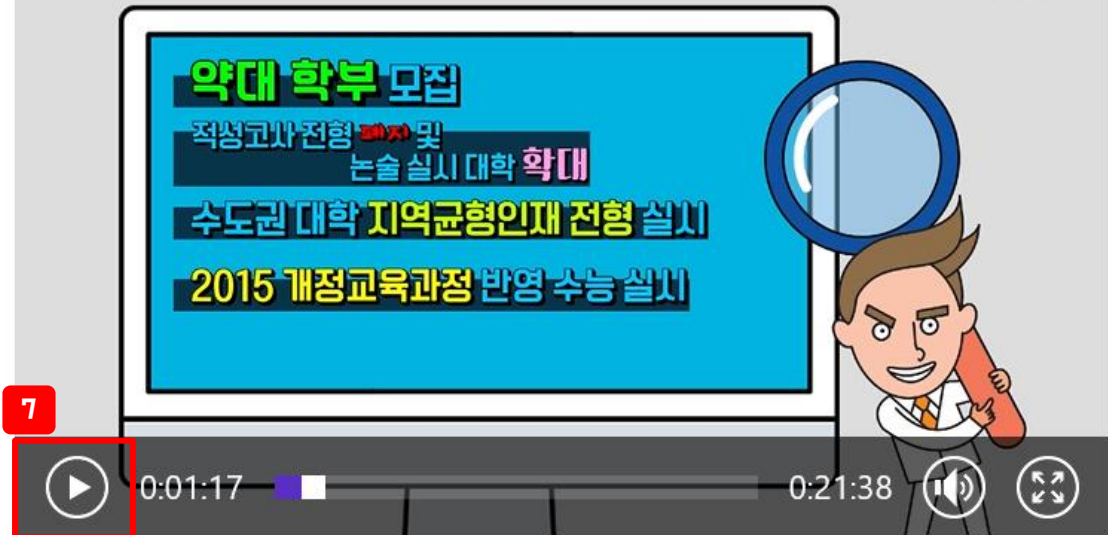 약대 학부 모집
적성고사 전형 폐지 및
논술 실시 대학 확대
수도권 대학 지역균형인재 전형 실시
2015 개정교육과정 반영 수능 실시
7
0:01:17 0:21:38